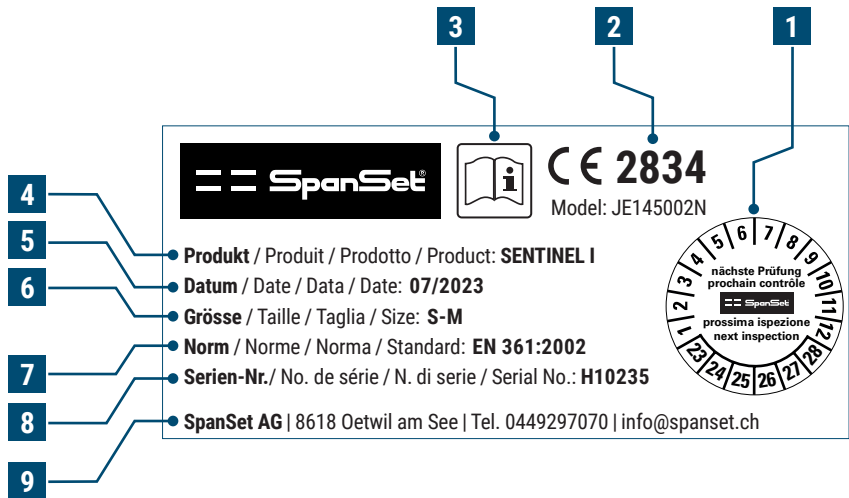 3
2
1
SpanSet®
i
CE 2834
Model: JE145002N
4
Produkt / Produit / Prodotto / Product: SENTINEL I
5
Datum / Date / Data / Date: 07/2023
6
Grösse / Taille / Taglia / Size: S-M
7
Norm / Norme / Norma / Standard: EN 361:2002
8
Serien-Nr./ No. de série / N. di serie / Serial No.: H10235
9
SpanSet AG | 8618 Oetwil am See | Tel. 0449297070 | info@spanset.ch
1 2 3 4 5 6 7 8 9 10 11 12
nächste Prüfung
prochain contrôle
SpanSet
prossima ispezione
next inspection
23 24 25 26 27 28